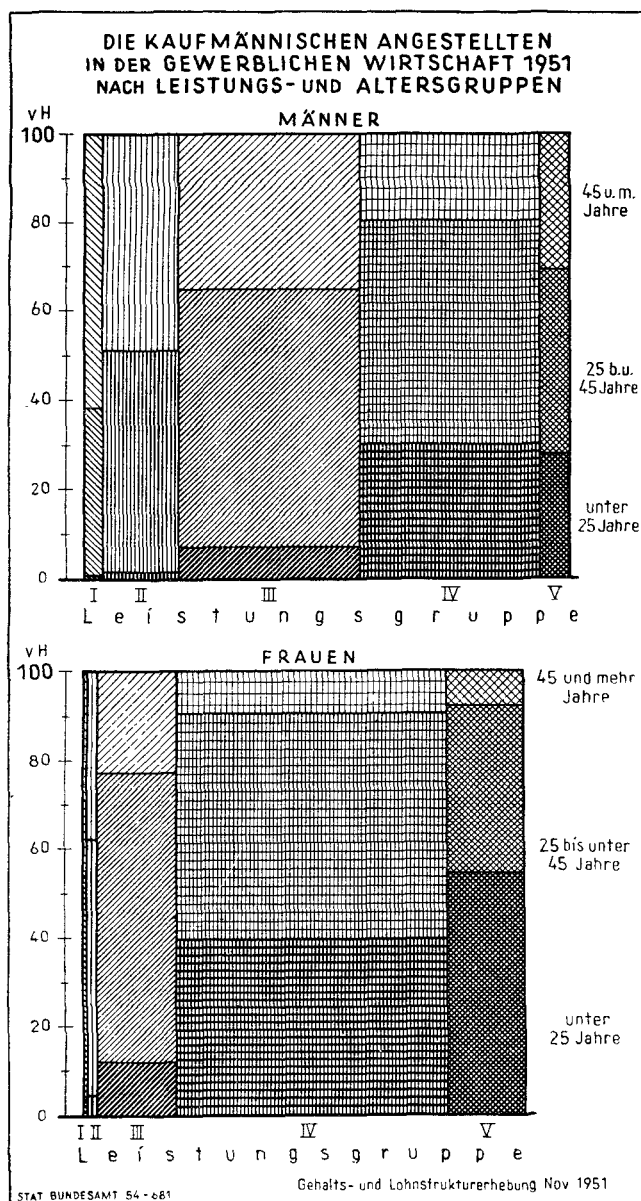 DIE KAUFMÄNNISCHEN ANGESTELLTEN
IN DER GEWERBLICHEN WIRTSCHAFT 1951
NACH LEISTUNGS- UND ALTERSGRUPPEN
vH
MÄNNER
100
80
60
40
20
0
45 u. m.
Jahre
25 b. u.
45 Jahre
unter
25 Jahre
I II III IV V
Leistungsgruppe
vH
FRAUEN
100
80
60
40
20
0
45 und mehr
Jahre
25 bis unter
45 Jahre
unter
25 Jahre
I II III IV V
Leistungsgruppe
STAT BUNDESAMT 54 - 681
Gehalts- und Lohnstrukturerhebung Nov 1951